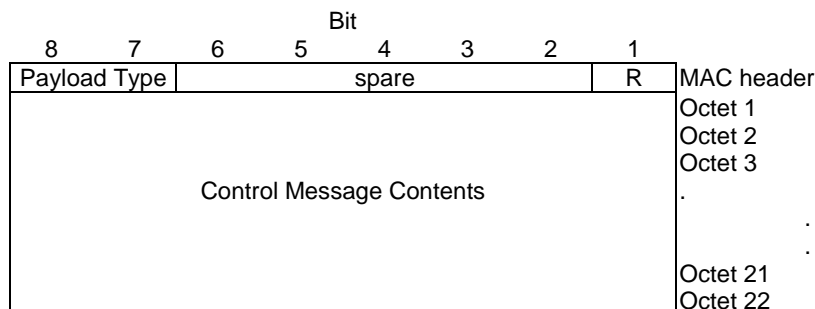 Bit
8 7 6 5 4 3 2 1
Payload Type spare R MAC header
Octet 1
Octet 2
Octet 3
Control Message Contents .
.
.
Octet 21
Octet 22